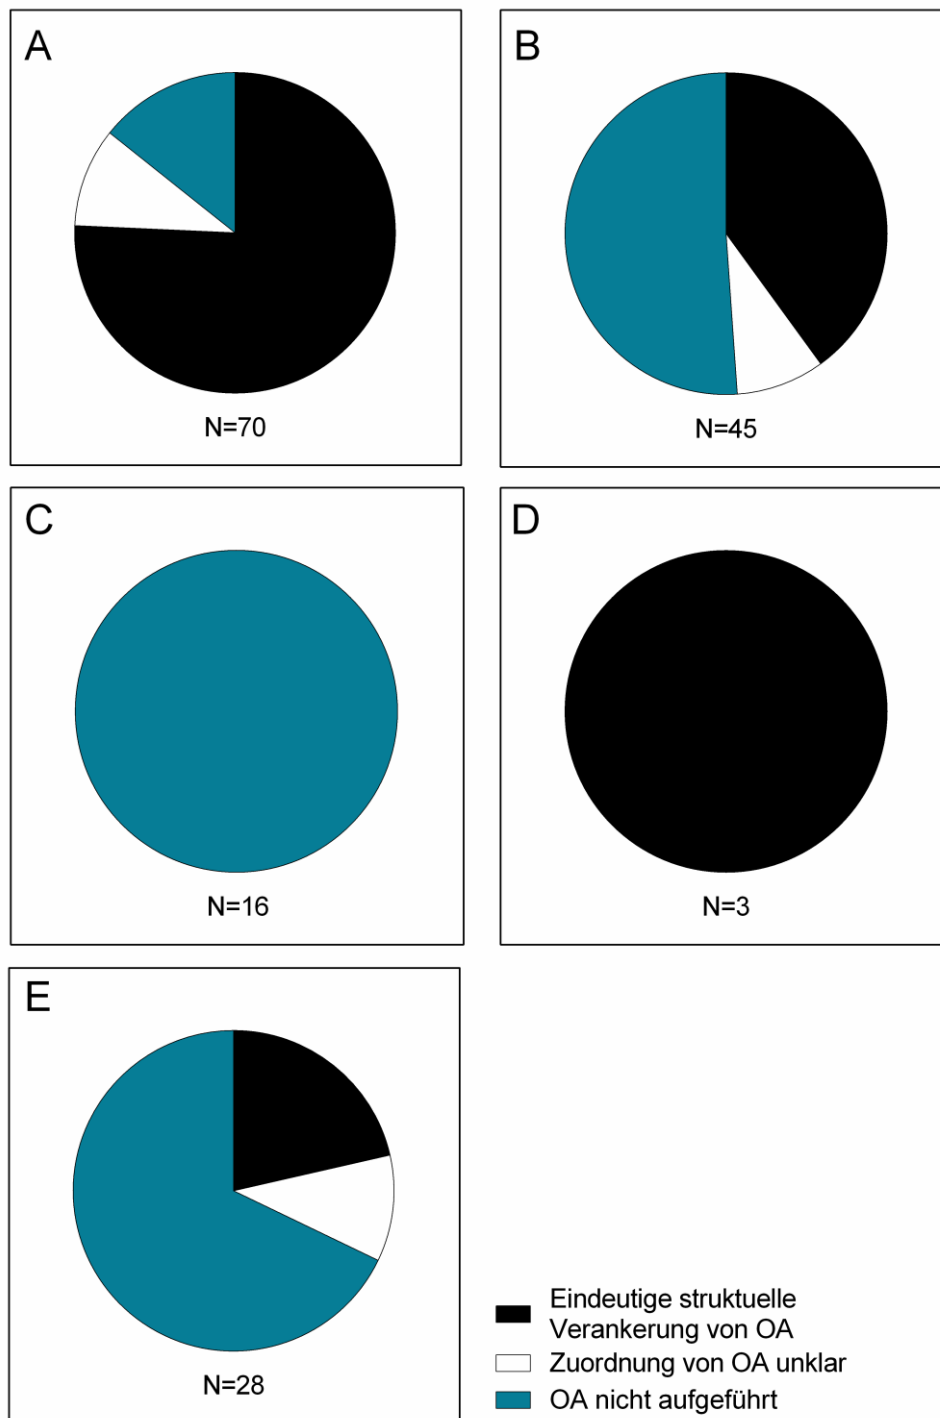 A
N=70
B
N=45
C
N=16
D
N=3
E
N=28
Eindeutige struktuelle
Verankerung von OA
Zuordnung von OA unklar
OA nicht aufgeführt